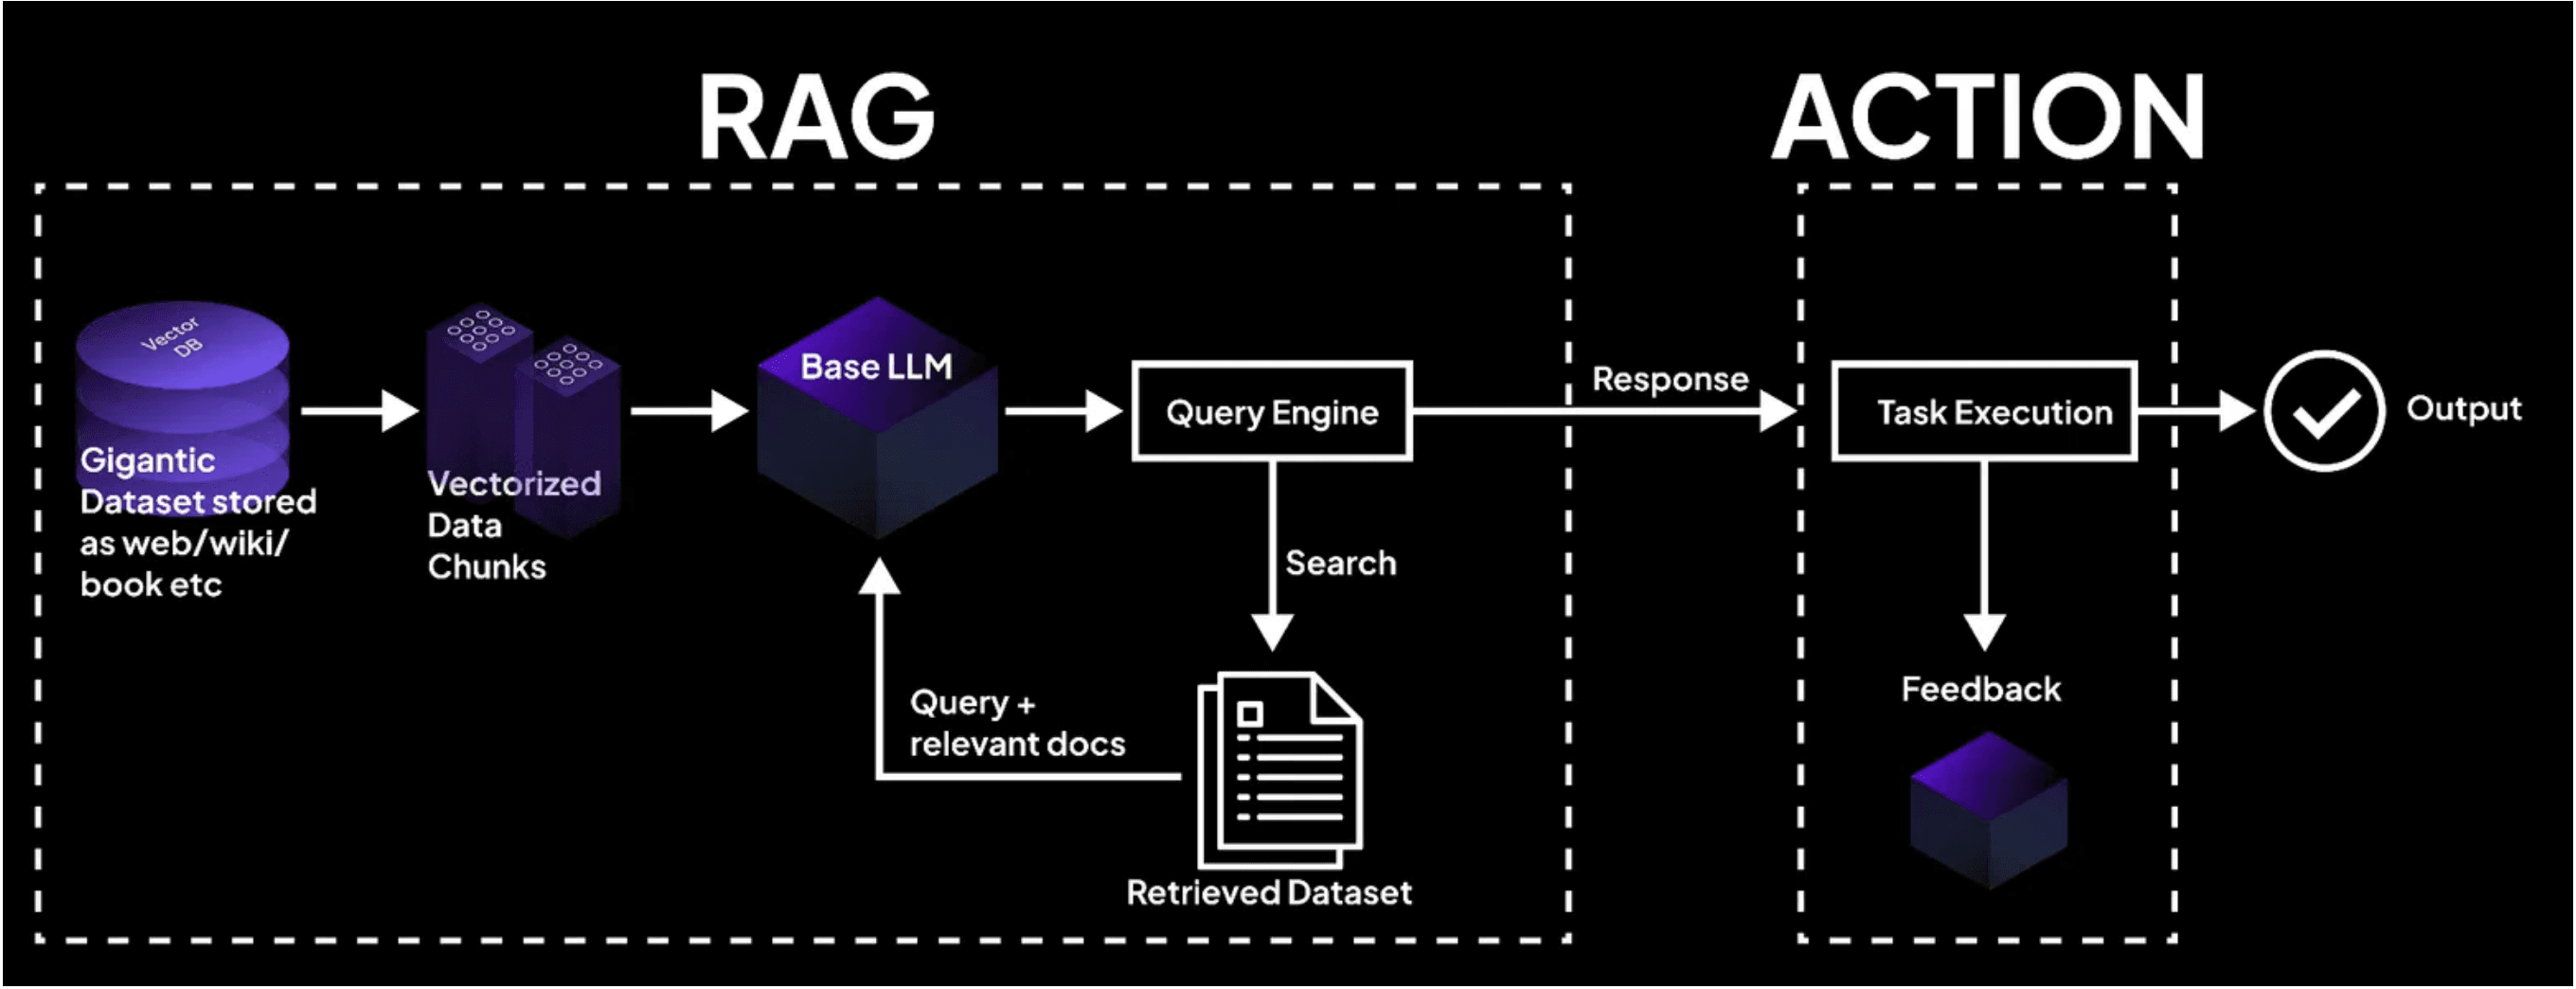 RAG
ACTION
Vector
DB
Gigantic
Dataset stored
as web/wiki/
book etc
Vectorized
Data
Chunks
Base LLM
Query Engine
Response
Task Execution
Output
Search
Query +
relevant docs
Retrieved Dataset
Feedback